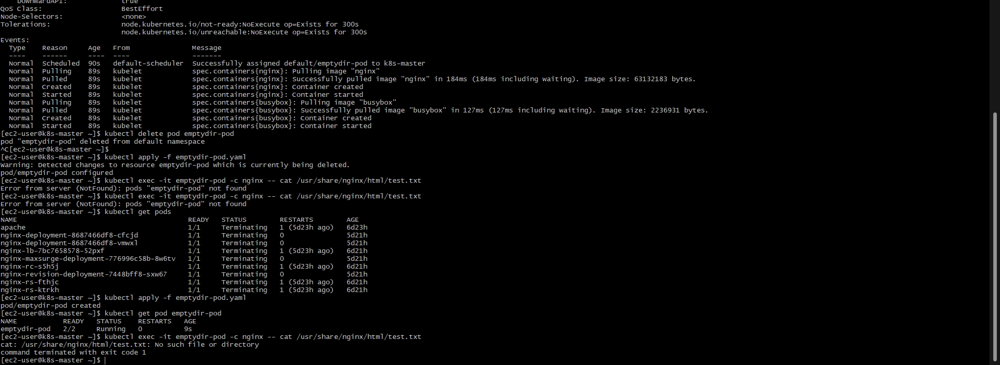 DownwardAPI:             true
QoS Class:                   BestEffort
Node-Selectors:              <none>
Tolerations:                 node.kubernetes.io/not-ready:NoExecute op=Exists for 300s
                             node.kubernetes.io/unreachable:NoExecute op=Exists for 300s
Events:
  Type    Reason     Age   From               Message
  ----    ------     ----  ----               -------
  Normal  Scheduled  90s   default-scheduler  Successfully assigned default/emptydir-pod to k8s-master
  Normal  Pulling    89s   kubelet            spec.containers{nginx}: Pulling image "nginx"
  Normal  Pulled     89s   kubelet            spec.containers{nginx}: Successfully pulled image "nginx" in 184ms (184ms including waiting). Image size: 63132183 bytes.
  Normal  Created    89s   kubelet            spec.containers{nginx}: Container created
  Normal  Started    89s   kubelet            spec.containers{nginx}: Container started
  Normal  Pulling    89s   kubelet            spec.containers{busybox}: Pulling image "busybox"
  Normal  Pulled     89s   kubelet            spec.containers{busybox}: Successfully pulled image "busybox" in 127ms (127ms including waiting). Image size: 2236931 bytes.
  Normal  Created    89s   kubelet            spec.containers{busybox}: Container created
  Normal  Started    89s   kubelet            spec.containers{busybox}: Container started
[ec2-user@k8s-master ~]$ kubectl delete pod emptydir-pod
pod "emptydir-pod" deleted from default namespace
^C[ec2-user@k8s-master ~]$
[ec2-user@k8s-master ~]$ kubectl apply -f emptydir-pod.yaml
Warning: Detected changes to resource emptydir-pod which is currently being deleted.
pod/emptydir-pod configured
[ec2-user@k8s-master ~]$ kubectl exec -it emptydir-pod -c nginx -- cat /usr/share/nginx/html/test.txt
Error from server (NotFound): pods "emptydir-pod" not found
[ec2-user@k8s-master ~]$ kubectl exec -it emptydir-pod -c nginx -- cat /usr/share/nginx/html/test.txt
Error from server (NotFound): pods "emptydir-pod" not found
[ec2-user@k8s-master ~]$ kubectl get pods
NAME                                         READY   STATUS        RESTARTS        AGE
apache                                       1/1     Terminating   1 (5d23h ago)   6d23h
nginx-deployment-8687466df8-cfcjd            1/1     Terminating   0               5d21h
nginx-deployment-8687466df8-vmwxl            1/1     Terminating   0               5d21h
nginx-lb-7bc7658578-52pxf                    1/1     Terminating   1 (5d23h ago)   6d21h
nginx-maxsurge-deployment-776996c58b-8w6tv   1/1     Terminating   0               5d21h
nginx-rc-s5h5j                               1/1     Terminating   1 (5d23h ago)   6d21h
nginx-revision-deployment-7448bff8-sxw67     1/1     Terminating   0               5d21h
nginx-rs-fthjc                               1/1     Terminating   1 (5d23h ago)   6d21h
nginx-rs-ktrkh                               1/1     Terminating   1 (5d23h ago)   6d21h
[ec2-user@k8s-master ~]$ kubectl apply -f emptydir-pod.yaml
pod/emptydir-pod created
[ec2-user@k8s-master ~]$ kubectl get pod emptydir-pod
NAME           READY   STATUS    RESTARTS   AGE
emptydir-pod   2/2     Running   0          9s
[ec2-user@k8s-master ~]$ kubectl exec -it emptydir-pod -c nginx -- cat /usr/share/nginx/html/test.txt
cat: /usr/share/nginx/html/test.txt: No such file or directory
command terminated with exit code 1
[ec2-user@k8s-master ~]$